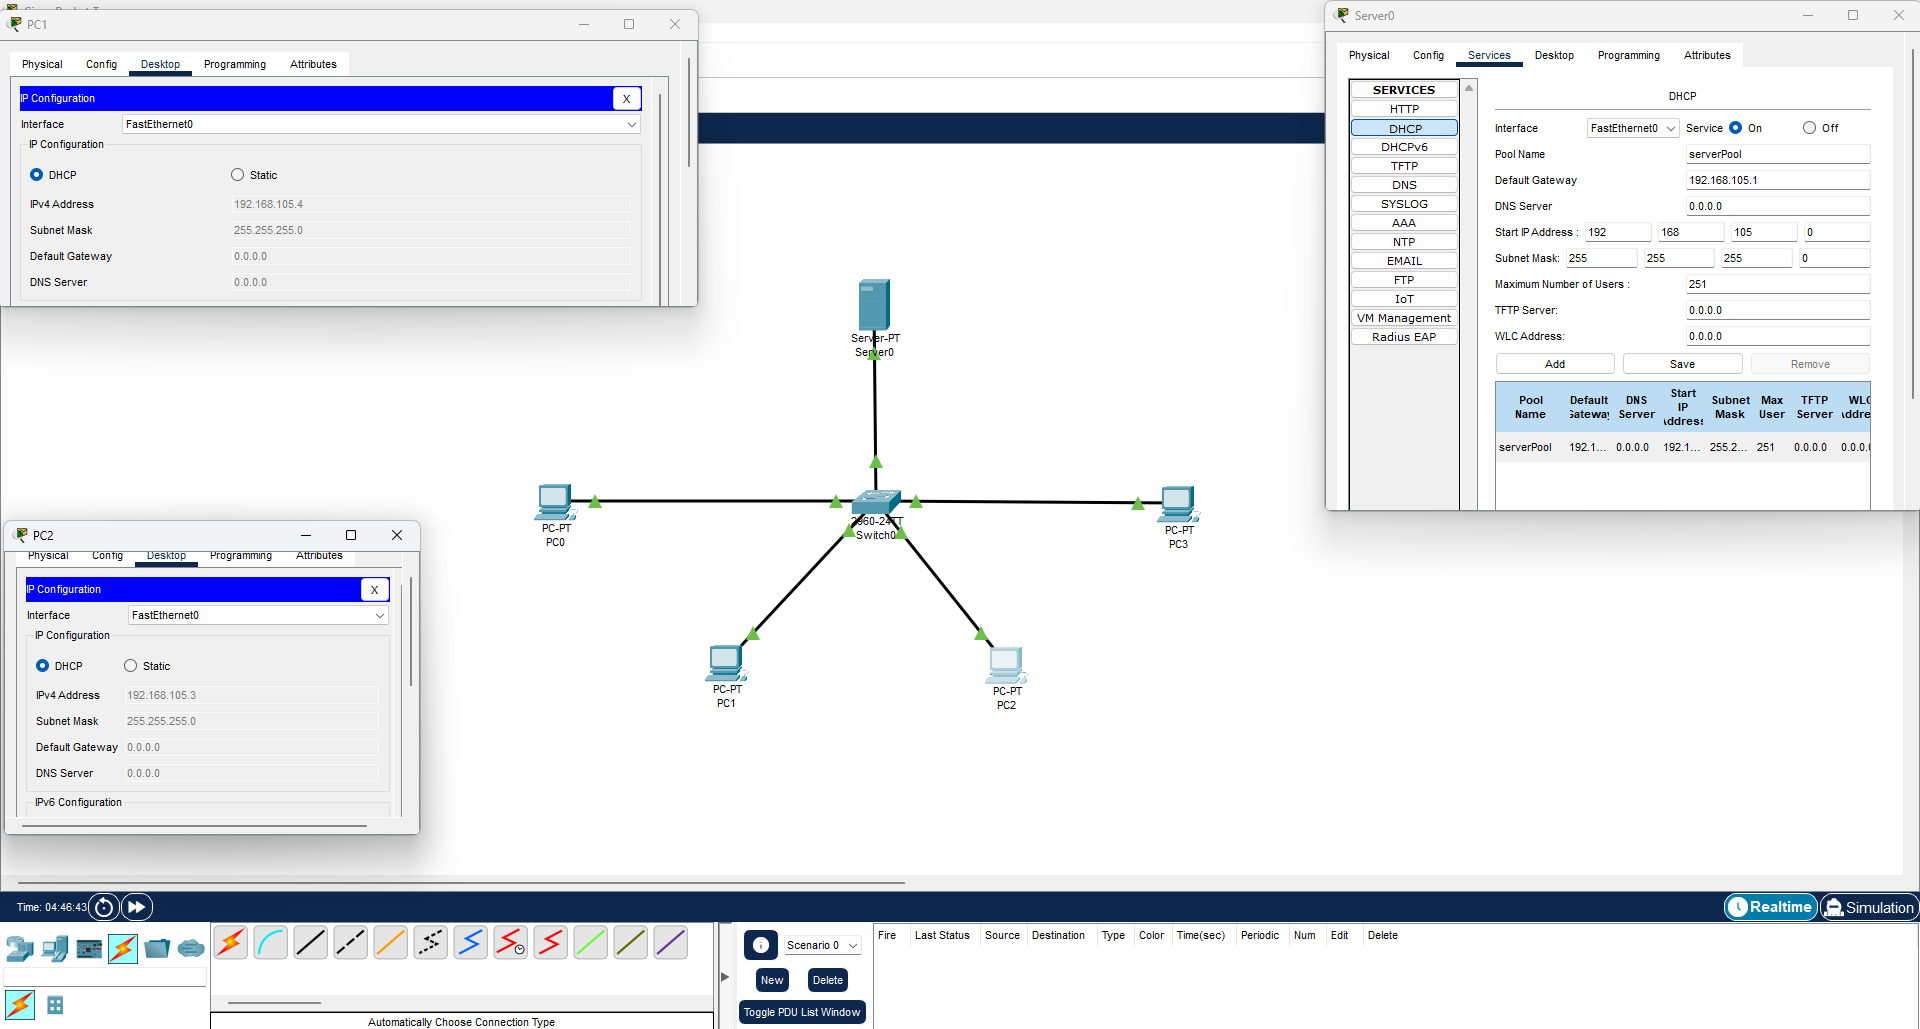 PC1
Physical Config Desktop Programming Attributes
IP Configuration X
Interface FastEthernet0
IP Configuration
DHCP Static
IPv4 Address 192.168.105.4
Subnet Mask 255.255.255.0
Default Gateway 0.0.0.0
DNS Server 0.0.0.0
Server0
Physical Config Services Desktop Programming Attributes
SERVICES
HTTP
DHCP
DHCPv6
TFTP
DNS
SYSLOG
AAA
NTP
EMAIL
FTP
IoT
VM Management
Radius EAP
DHCP
Interface FastEthernet0 Service On Off
Pool Name serverPool
Default Gateway 192.168.105.1
DNS Server 0.0.0.0
Start IP Address : 192 168 105 0
Subnet Mask: 255 255 255 0
Maximum Number of Users : 251
TFTP Server: 0.0.0.0
WLC Address: 0.0.0.0
Add Save Remove
Pool Name Default Gateway DNS Server Start IP Address Subnet Mask Max User TFTP Server WLC Addre
serverPool 192.1... 0.0.0.0 192.1... 255.2... 251 0.0.0.0 0.0.0.0
Server-PT
Server0
2960-24TT
Switch0
PC-PT
PC0
PC-PT
PC3
PC-PT
PC1
PC-PT
PC2
PC2
Physical Config Desktop Programming Attributes
IP Configuration X
Interface FastEthernet0
IP Configuration
DHCP Static
IPv4 Address 192.168.105.3
Subnet Mask 255.255.255.0
Default Gateway 0.0.0.0
DNS Server 0.0.0.0
IPv6 Configuration
Time: 04:46:43
Realtime Simulation
Scenario 0
New Delete
Toggle PDU List Window
Fire Last Status Source Destination Type Color Time(sec) Periodic Num Edit Delete
Automatically Choose Connection Type